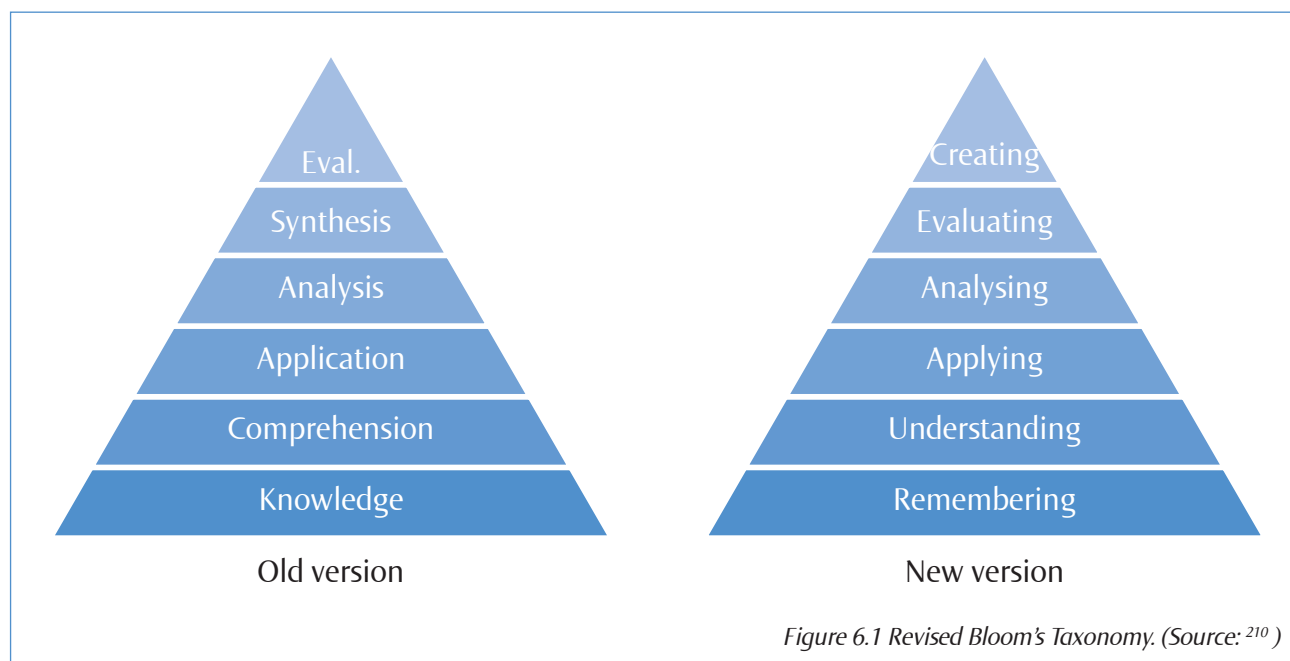 Eval.
Synthesis
Analysis
Application
Comprehension
Knowledge
Old version
Creating
Evaluating
Analysing
Applying
Understanding
Remembering
New version
Figure 6.1 Revised Bloom's Taxonomy. (Source: 210 )